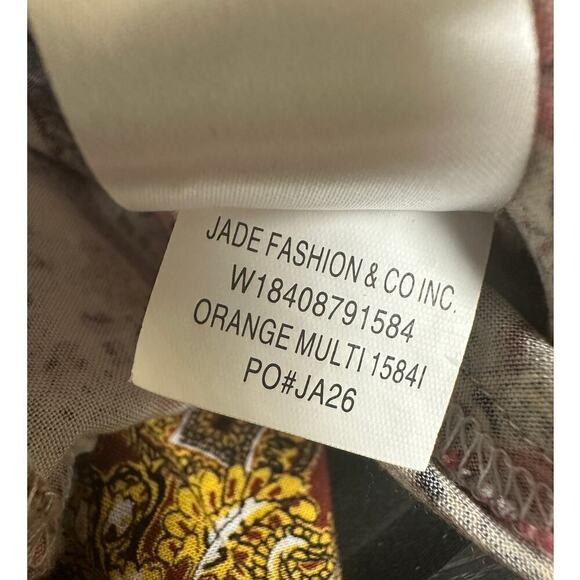 JADE FASHION & CO INC.
W18408791584
ORANGE MULTI 1584I
PO#JA26